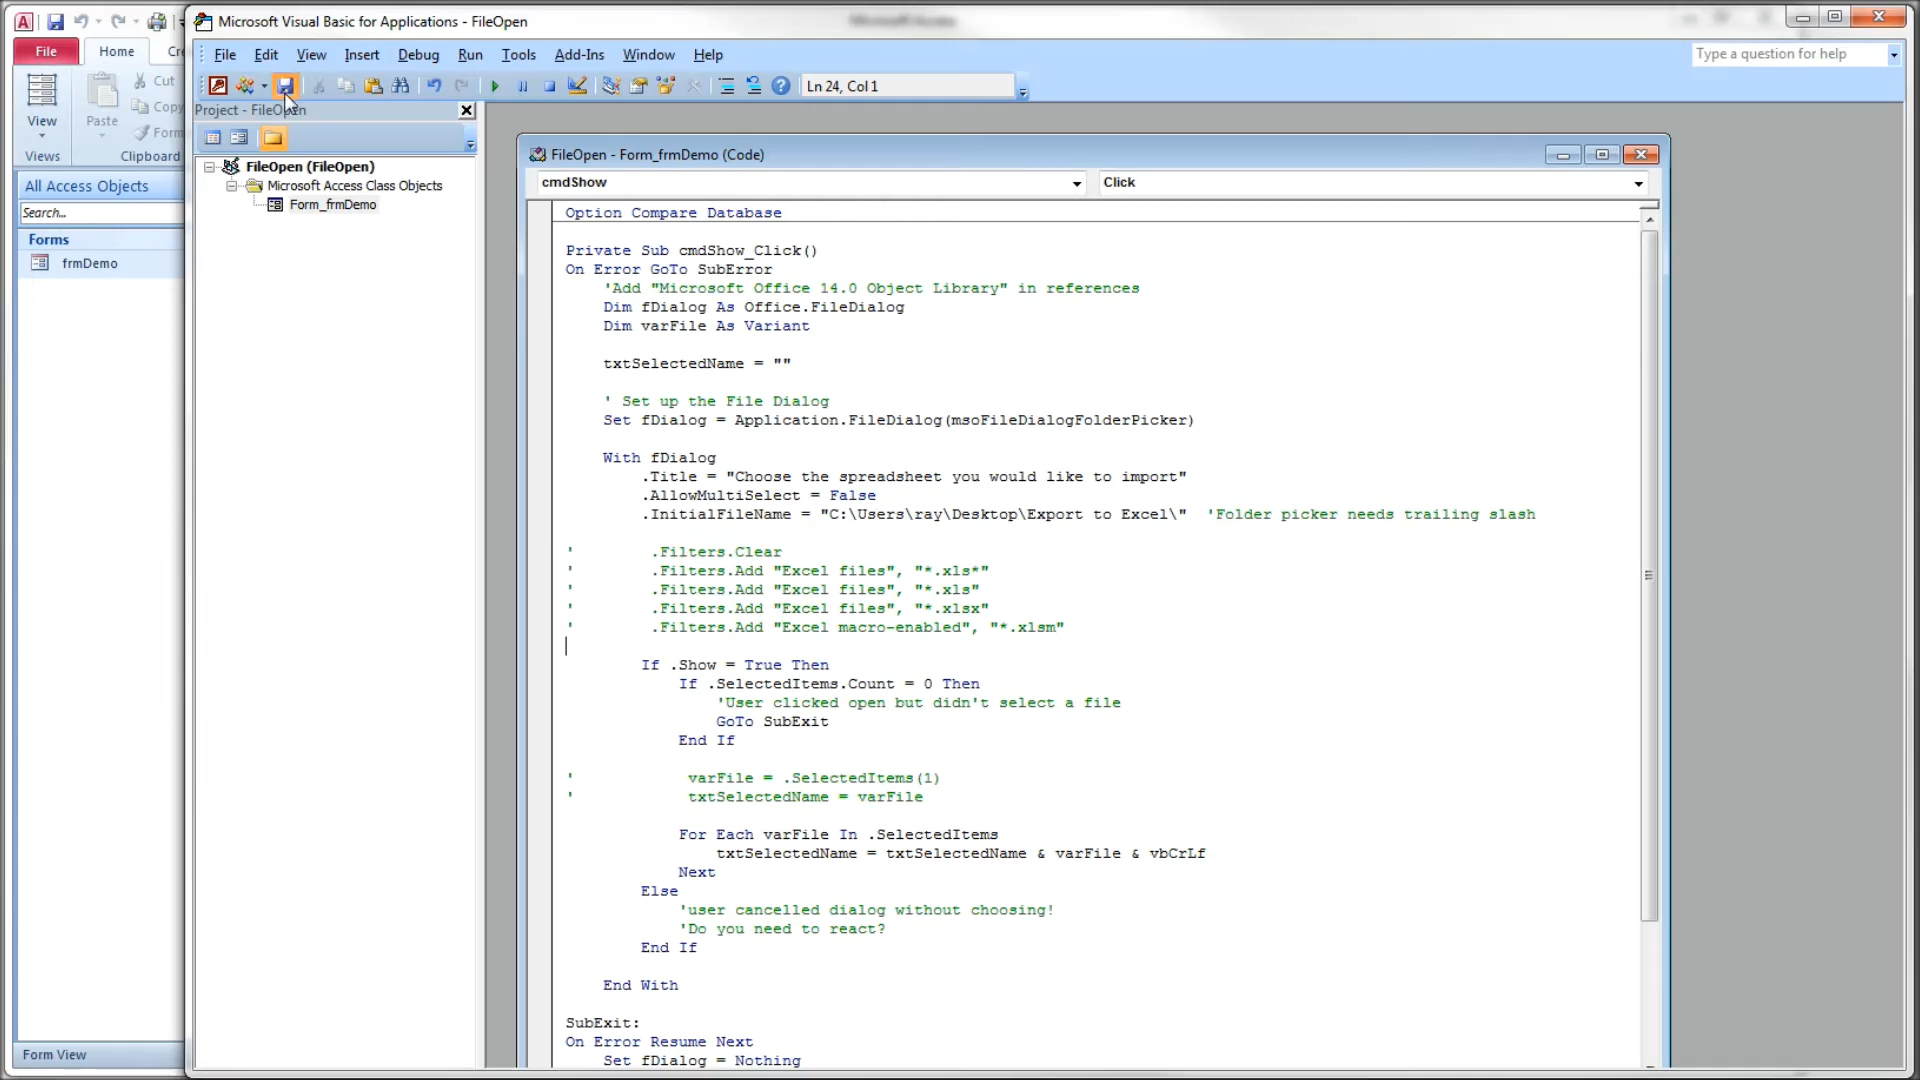 Microsoft Visual Basic for Applications - FileOpen
Microsoft Access
File Edit View Insert Debug Run Tools Add-Ins Window Help
Type a question for help
Ln 24, Col 1
File Home
Cut
Copy
View
Paste
Views
Clipboard
All Access Objects
Search...
Forms
frmDemo
Form View
Project - FileOpen
FileOpen (FileOpen)
Microsoft Access Class Objects
Form_frmDemo
FileOpen - Form_frmDemo (Code)
cmdShow Click
Option Compare Database
Private Sub cmdShow_Click()
On Error GoTo SubError
'Add "Microsoft Office 14.0 Object Library" in references
Dim fDialog As Office.FileDialog
Dim varFile As Variant
txtSelectedName = ""
' Set up the File Dialog
Set fDialog = Application.FileDialog(msoFileDialogFolderPicker)
With fDialog
.Title = "Choose the spreadsheet you would like to import"
.AllowMultiSelect = False
.InitialFileName = "C:\Users\ray\Desktop\Export to Excel\" 'Folder picker needs trailing slash
' .Filters.Clear
' .Filters.Add "Excel files", "*.xls*"
' .Filters.Add "Excel files", "*.xls"
' .Filters.Add "Excel files", "*.xlsx"
' .Filters.Add "Excel macro-enabled", "*.xlsm"
If .Show = True Then
If .SelectedItems.Count = 0 Then
'User clicked open but didn't select a file
GoTo SubExit
End If
' varFile = .SelectedItems(1)
' txtSelectedName = varFile
For Each varFile In .SelectedItems
txtSelectedName = txtSelectedName & varFile & vbCrLf
Next
Else
'user cancelled dialog without choosing!
'Do you need to react?
End If
End With
SubExit:
On Error Resume Next
Set fDialog = Nothing